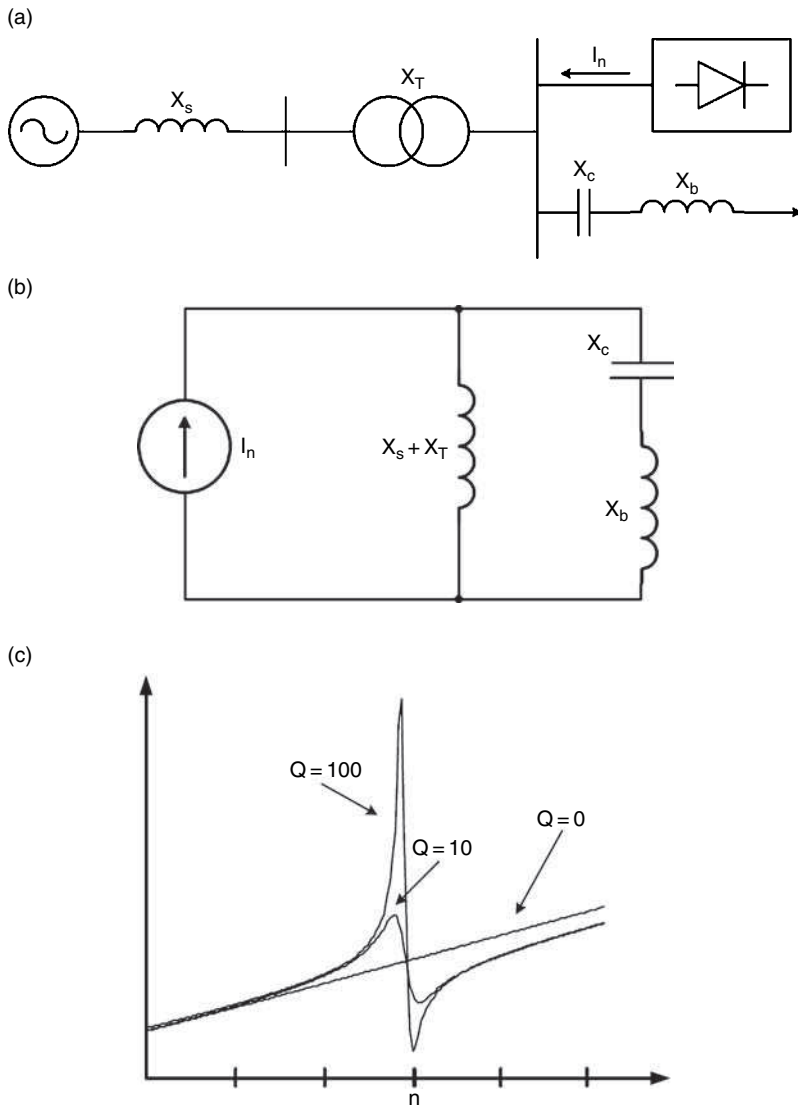 (a)
X_s
X_T
I_n
X_c
X_b
(b)
I_n
X_s + X_T
X_c
X_b
(c)
Q = 100
Q = 10
Q = 0
n